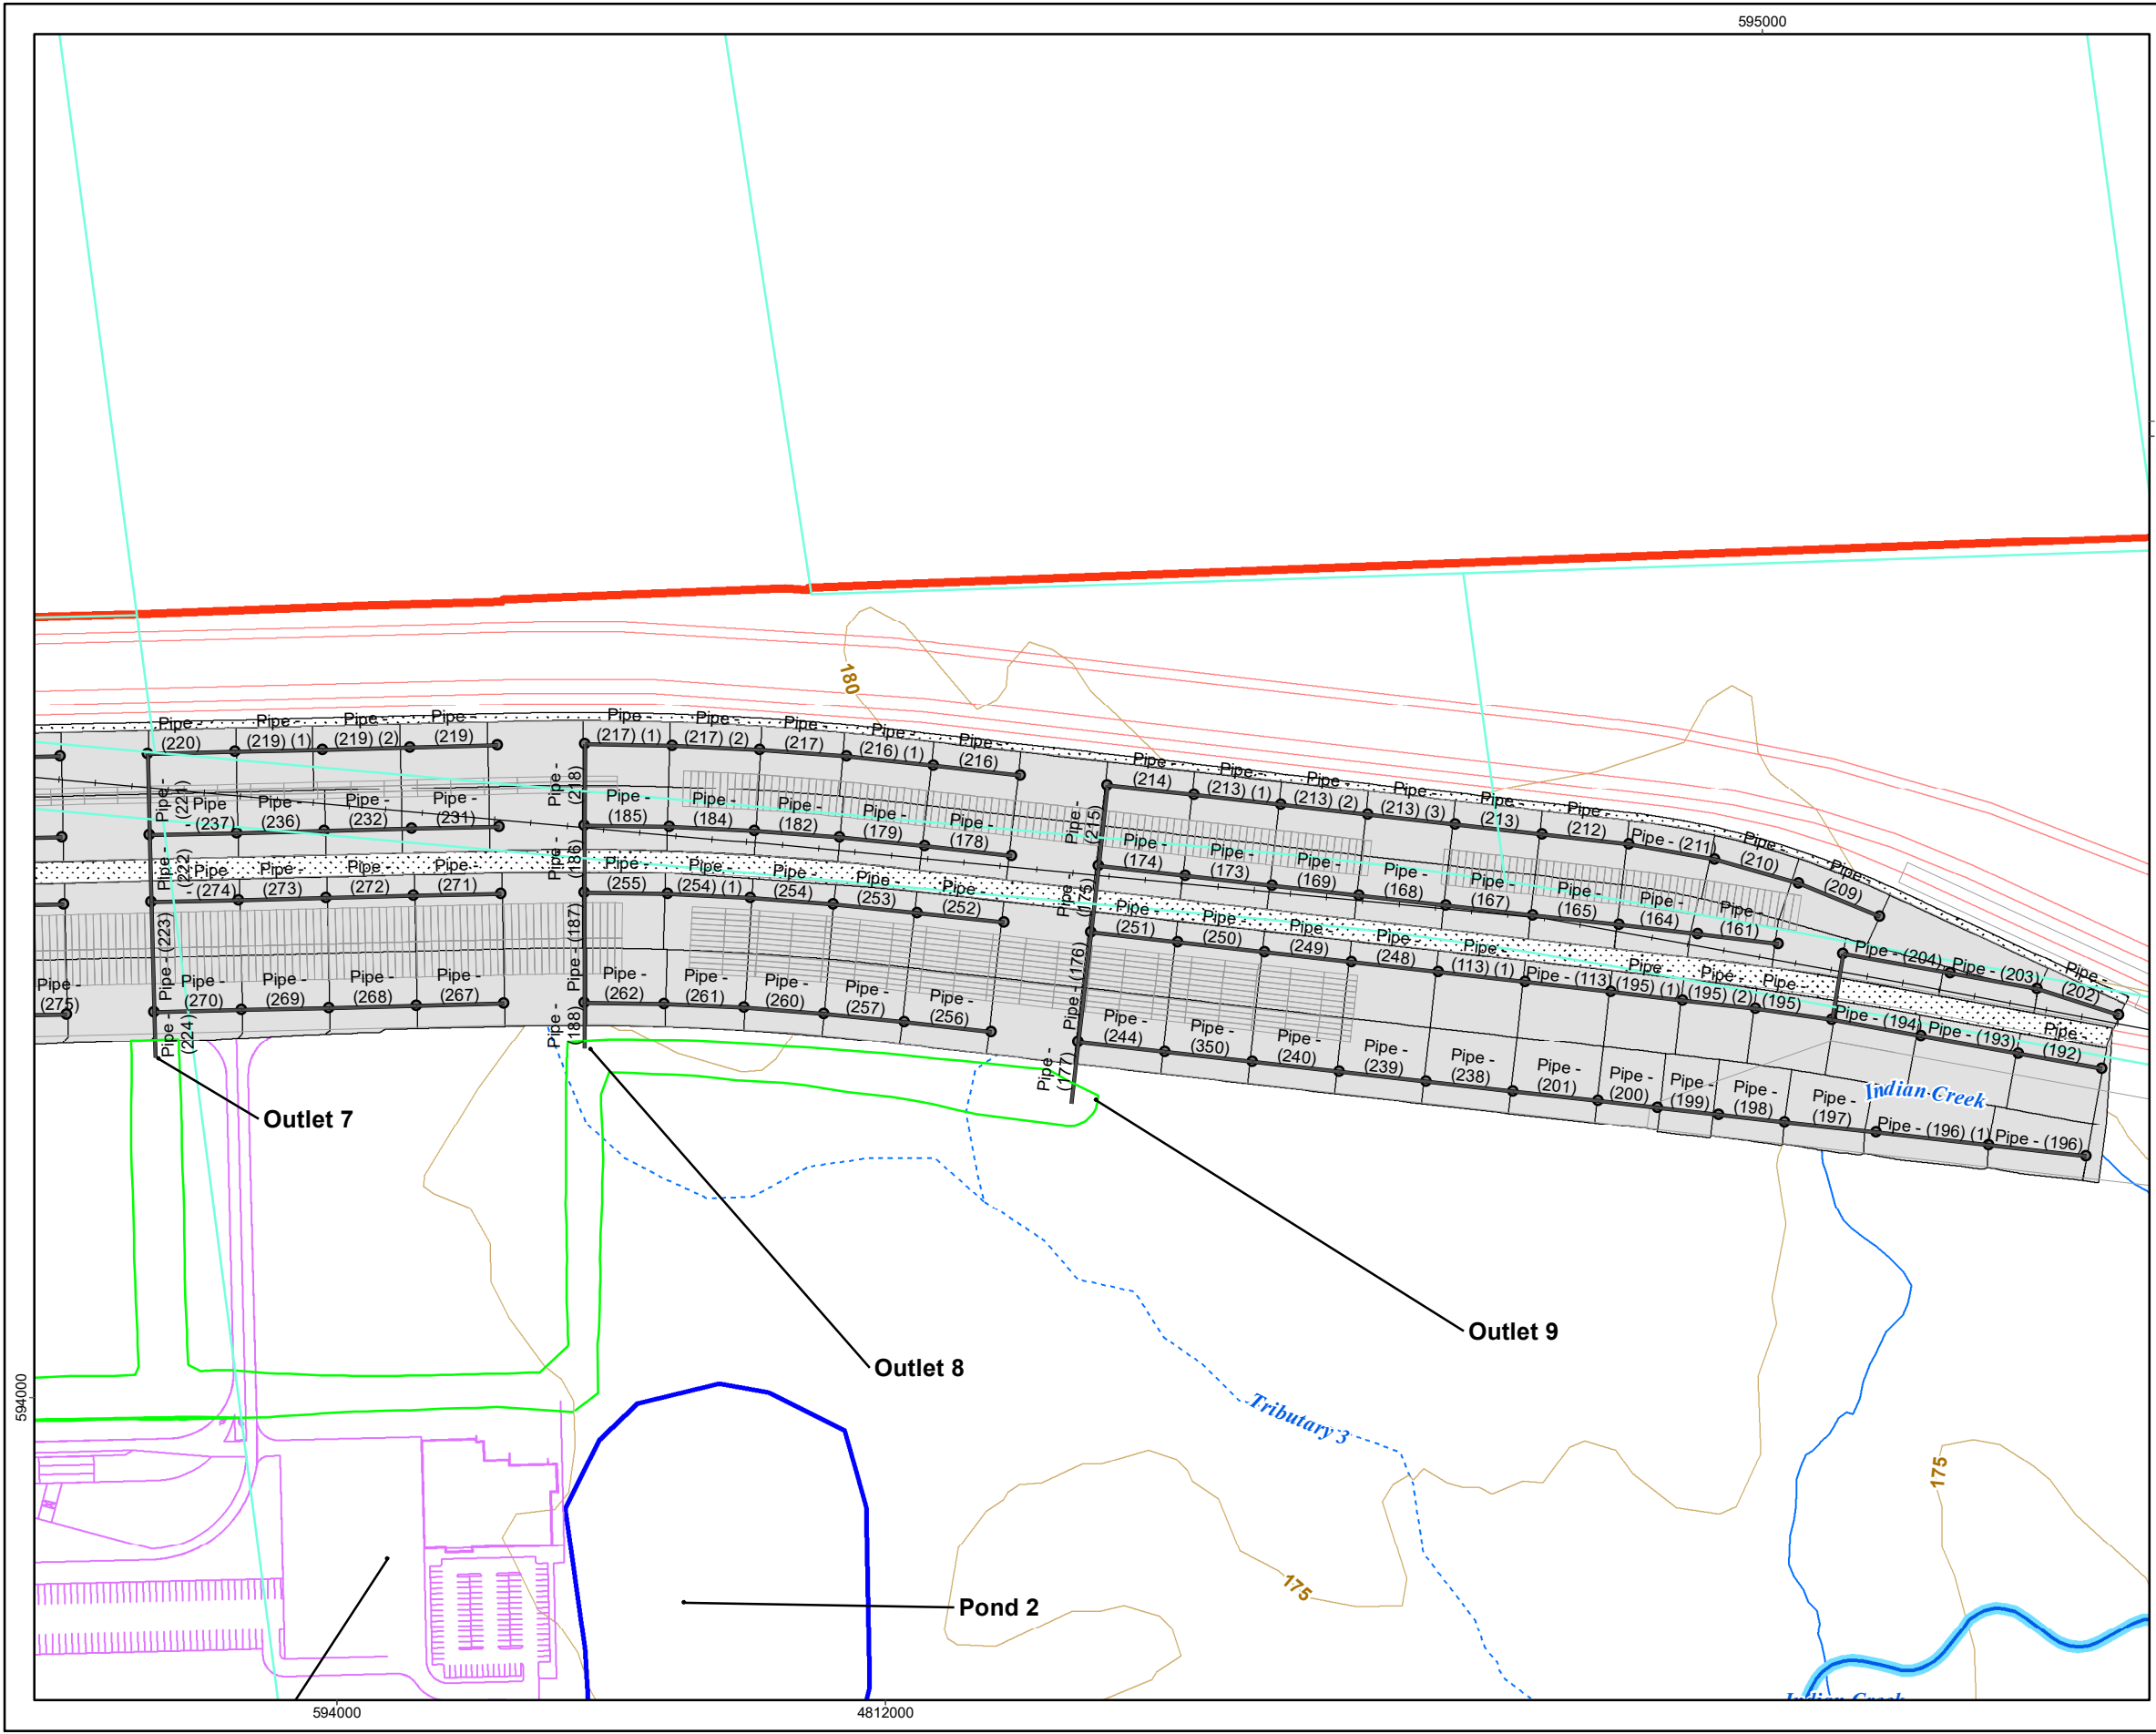 595000
180
Pipe -
(220)
Pipe -
(219) (1)
Pipe -
(219) (2)
Pipe -
(219)
Pipe -
(217) (1)
Pipe -
(217) (2)
Pipe -
(217)
Pipe -
(216) (1)
Pipe -
(216)
Pipe -
(214)
Pipe -
(213) (1)
Pipe -
(213) (2)
Pipe -
(213) (3)
Pipe -
(213)
Pipe -
(212)
Pipe - (211)
Pipe -
(210)
Pipe -
(209)
Pipe -
(221)
Pipe
- (237)
Pipe -
(236)
Pipe -
(232)
Pipe -
(231)
Pipe -
(218)
Pipe -
(185)
Pipe -
(184)
Pipe -
(182)
Pipe -
(179)
Pipe -
(178)
Pipe -
(215)
Pipe -
(174)
Pipe -
(173)
Pipe -
(169)
Pipe -
(168)
Pipe -
(167)
Pipe -
(165)
Pipe -
(164)
Pipe -
(161)
Pipe - (204)
Pipe - (203)
Pipe -
(202)
Pipe -
(222)
Pipe
- (274)
Pipe -
(273)
Pipe -
(272)
Pipe -
(271)
Pipe -
(186)
Pipe -
(255)
Pipe -
(254) (1)
Pipe -
(254)
Pipe -
(253)
Pipe -
(252)
Pipe -
(175)
Pipe -
(251)
Pipe -
(250)
Pipe -
(249)
Pipe -
(248)
Pipe -
(113) (1)
Pipe - (113)
Pipe -
(195) (1)
Pipe -
(195) (2)
Pipe -
(195)
Pipe - (194)
Pipe - (193)
Pipe -
(192)
Pipe -
(275)
Pipe - (223)
Pipe -
(270)
Pipe -
(269)
Pipe -
(268)
Pipe -
(267)
Pipe - (187)
Pipe -
(262)
Pipe -
(261)
Pipe -
(260)
Pipe -
(257)
Pipe -
(256)
Pipe - (176)
Pipe -
(244)
Pipe -
(350)
Pipe -
(240)
Pipe -
(239)
Pipe -
(238)
Pipe -
(201)
Pipe -
(200)
Pipe -
(199)
Pipe -
(198)
Pipe -
(197)
Pipe - (196) (1)
Pipe - (196)
Pipe -
(224)
Pipe -
(188)
Pipe -
(177)
Indian Creek
Outlet 7
Outlet 9
Outlet 8
594000
Tributary 3
175
175
Pond 2
Indian Creek
594000
4812000